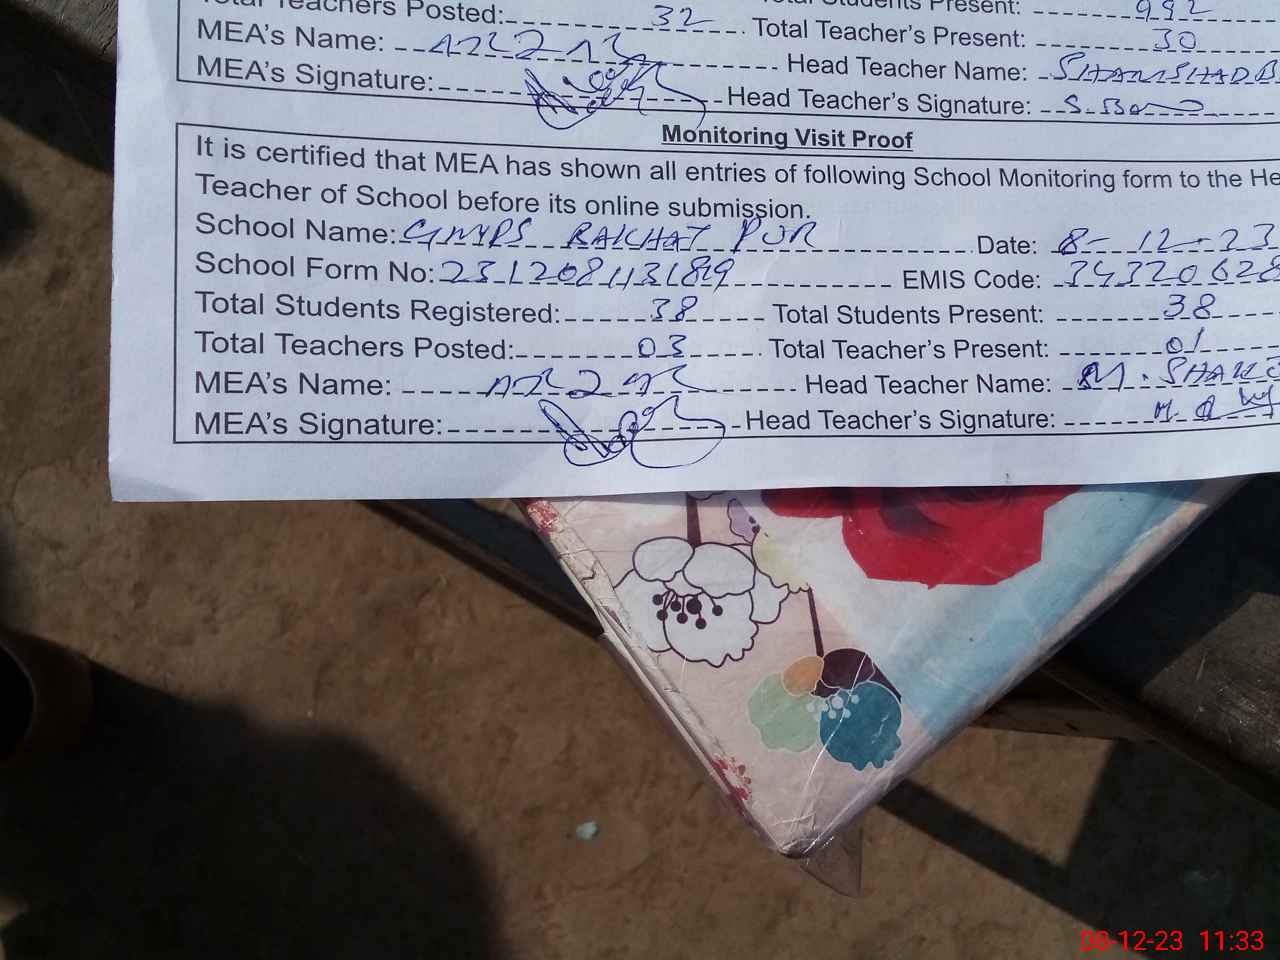 Total Teachers Posted: 32 Total Students Present: 992
MEA's Name: Total Teacher's Present: 30
MEA's Signature: Head Teacher Name: SHAMSHAD B
Head Teacher's Signature: S. Bano
Monitoring Visit Proof
It is certified that MEA has shown all entries of following School Monitoring form to the He
Teacher of School before its online submission.
School Name: GMPS RAKHAT PUR Date: 8-12-23
School Form No: EMIS Code: 34320628
Total Students Registered: 38 Total Students Present: 38
Total Teachers Posted: 03 Total Teacher's Present: 01
MEA's Name: Head Teacher Name: M.
MEA's Signature: Head Teacher's Signature:
08-12-23 11:33